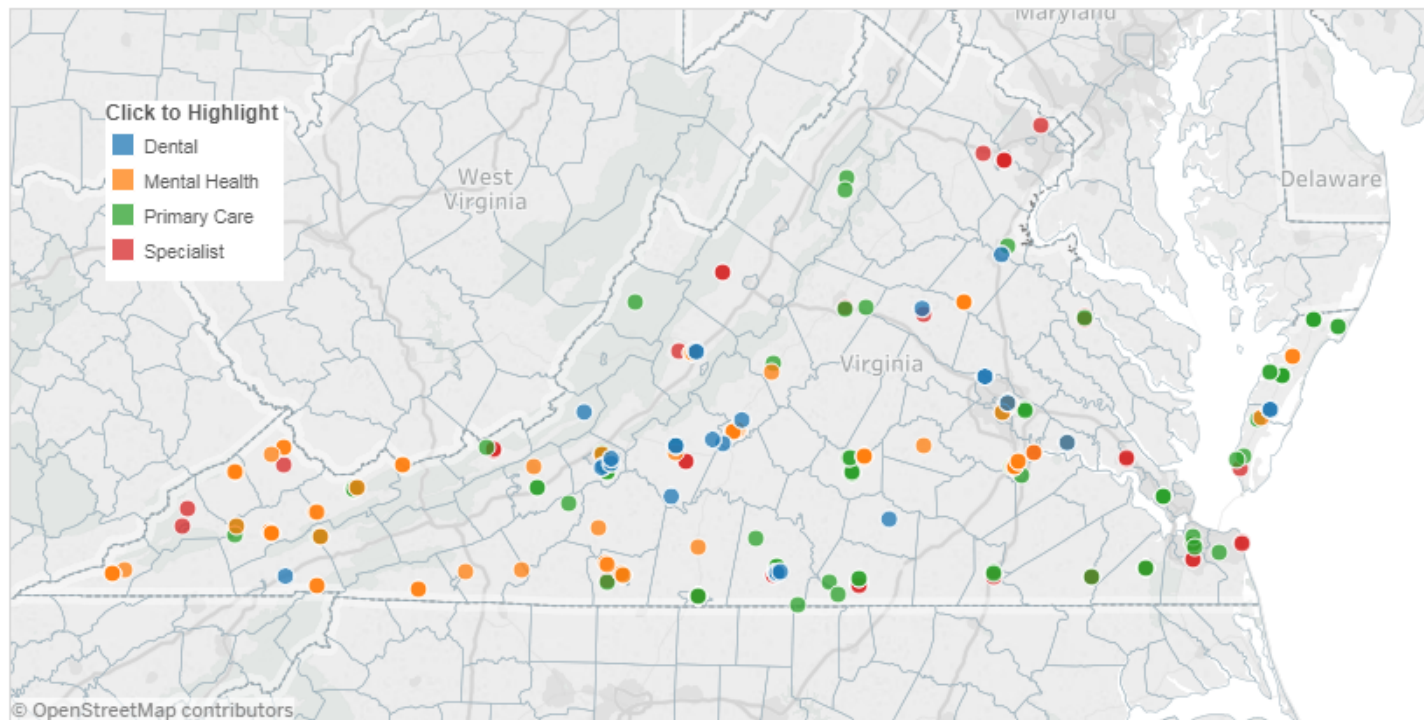 Maryland
Click to Highlight
Dental
Mental Health
Primary Care
Specialist
West
Virginia
Delaware
Virginia
© OpenStreetMap contributors